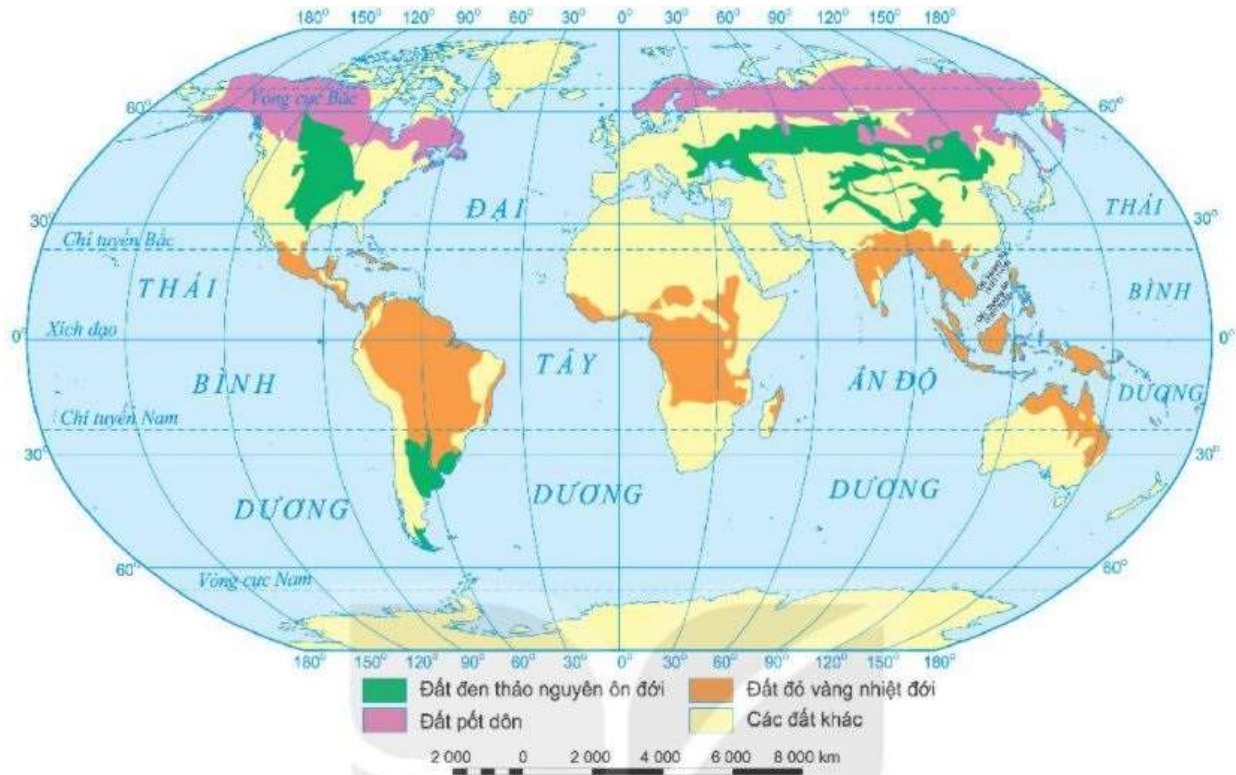 180° 150° 120° 90° 60° 30° 0° 30° 60° 90° 120° 150° 180°
60° Vòng cực Bắc 60°
ĐẠI THÁI
30° 30°
Chí tuyến Bắc
THÁI BÌNH
Xích đạo
0° TÂY 0°
BÌNH ẤN ĐỘ DƯƠNG
Chí tuyến Nam
30° 30°
DƯƠNG DƯƠNG DƯƠNG
60° 60°
Vòng cực Nam
180° 150° 120° 90° 60° 30° 0° 30° 60° 90° 120° 150° 180°
Đất đen thảo nguyên ôn đới Đất đỏ vàng nhiệt đới
Đất pốt dôn Các đất khác
2 000 0 2 000 4 000 6 000 8 000 km